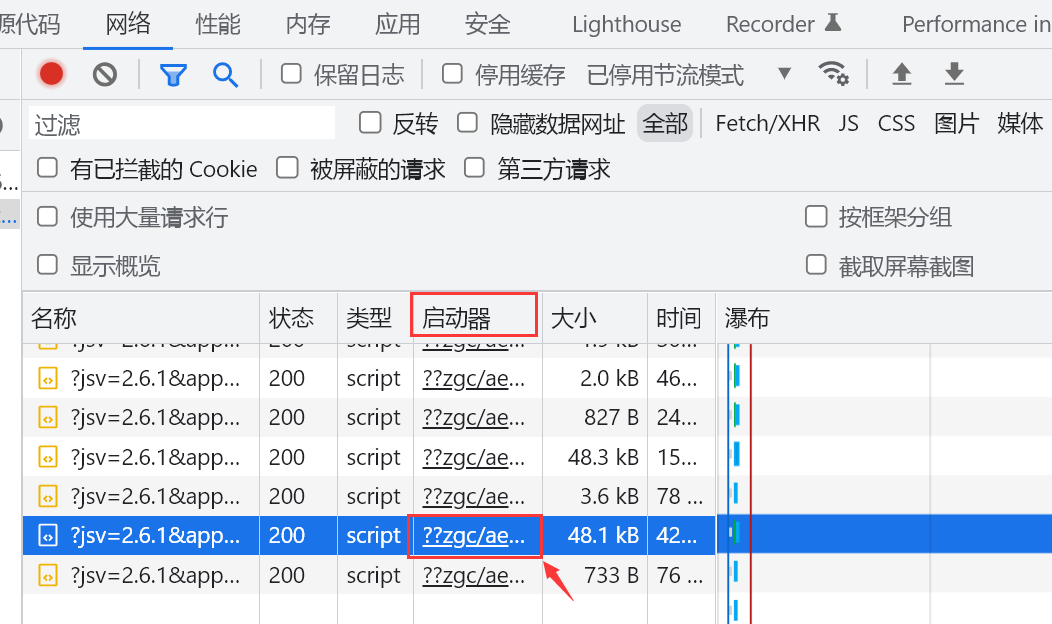 源代码 网络 性能 内存 应用 安全 Lighthouse Recorder Performance in
保留日志 停用缓存 已停用节流模式
过滤 反转 隐藏数据网址 全部 Fetch/XHR JS CSS 图片 媒体
有已拦截的 Cookie 被屏蔽的请求 第三方请求
使用大量请求行 按框架分组
显示概览 截取屏幕截图
名称 状态 类型 启动器 大小 时间 瀑布
?jsv=2.6.1&app... 200 script ??zgc/ae... 2.0 kB 46...
?jsv=2.6.1&app... 200 script ??zgc/ae... 827 B 24...
?jsv=2.6.1&app... 200 script ??zgc/ae... 48.3 kB 15...
?jsv=2.6.1&app... 200 script ??zgc/ae... 3.6 kB 78 ...
?jsv=2.6.1&app... 200 script ??zgc/ae... 48.1 kB 42...
?jsv=2.6.1&app... 200 script ??zgc/ae... 733 B 76 ...